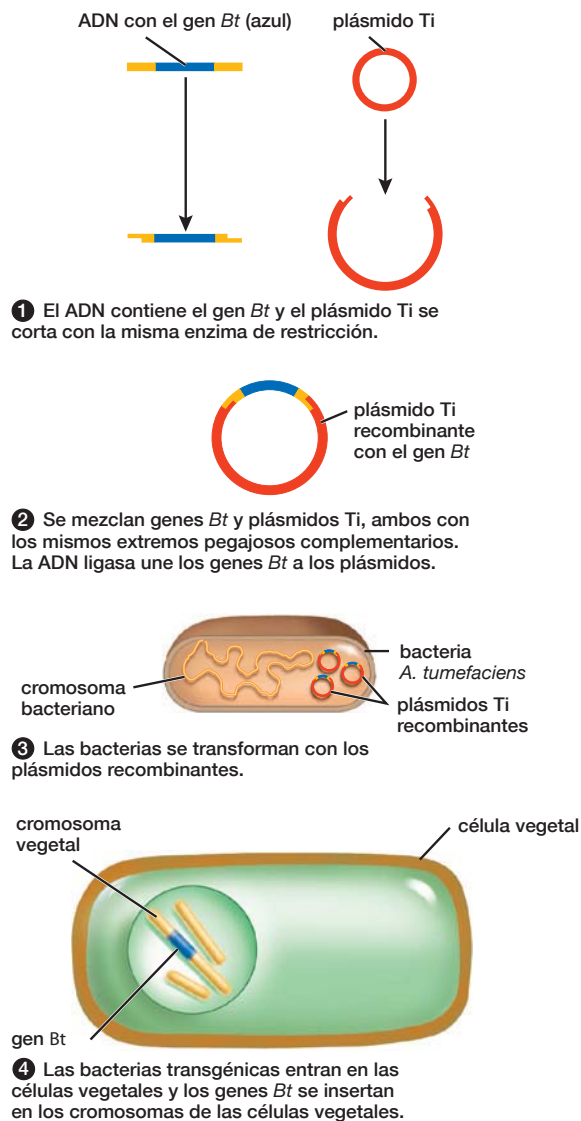 ADN con el gen Bt (azul)
plásmido Ti
1 El ADN contiene el gen Bt y el plásmido Ti se
corta con la misma enzima de restricción.
plásmido Ti
recombinante
con el gen Bt
2 Se mezclan genes Bt y plásmidos Ti, ambos con
los mismos extremos pegajosos complementarios.
La ADN ligasa une los genes Bt a los plásmidos.
bacteria
A. tumefaciens
cromosoma
bacteriano
plásmidos Ti
recombinantes
3 Las bacterias se transforman con los
plásmidos recombinantes.
cromosoma
vegetal
célula vegetal
gen Bt
4 Las bacterias transgénicas entran en las
células vegetales y los genes Bt se insertan
en los cromosomas de las células vegetales.